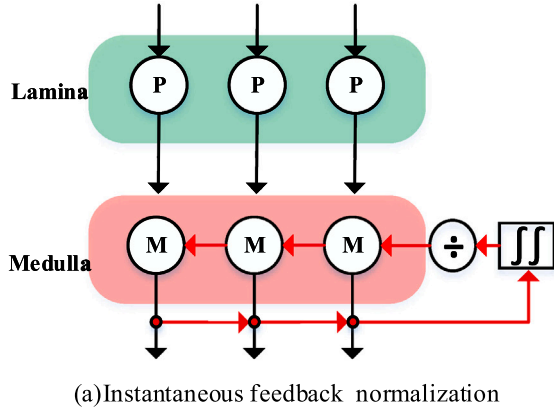 P P P
Lamina
M M M ÷ ∫∫
Medulla
(a)Instantaneous feedback normalization